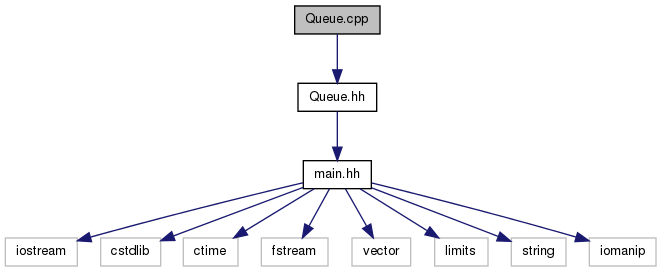 Queue.cpp
Queue.hh
main.hh
iostream
cstdlib
ctime
fstream
vector
limits
string
iomanip